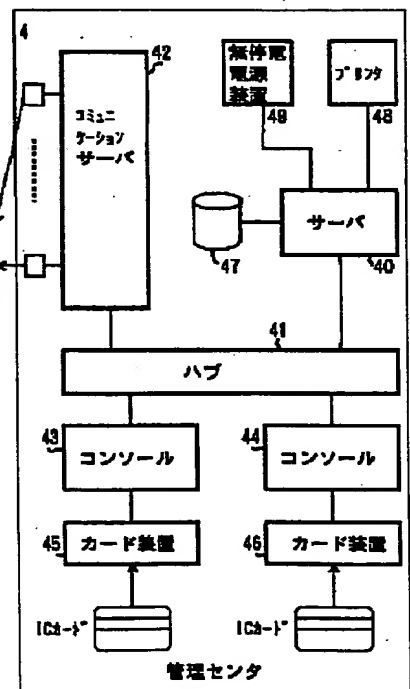 4
42
コミュニ
ケーション
サーバ
無停電
電源
装置
49
プリンタ
48
サーバ
40
47
41
ハブ
43
コンソール
44
コンソール
45
カード装置
46
カード装置
ICカード
ICカード
管理センタ